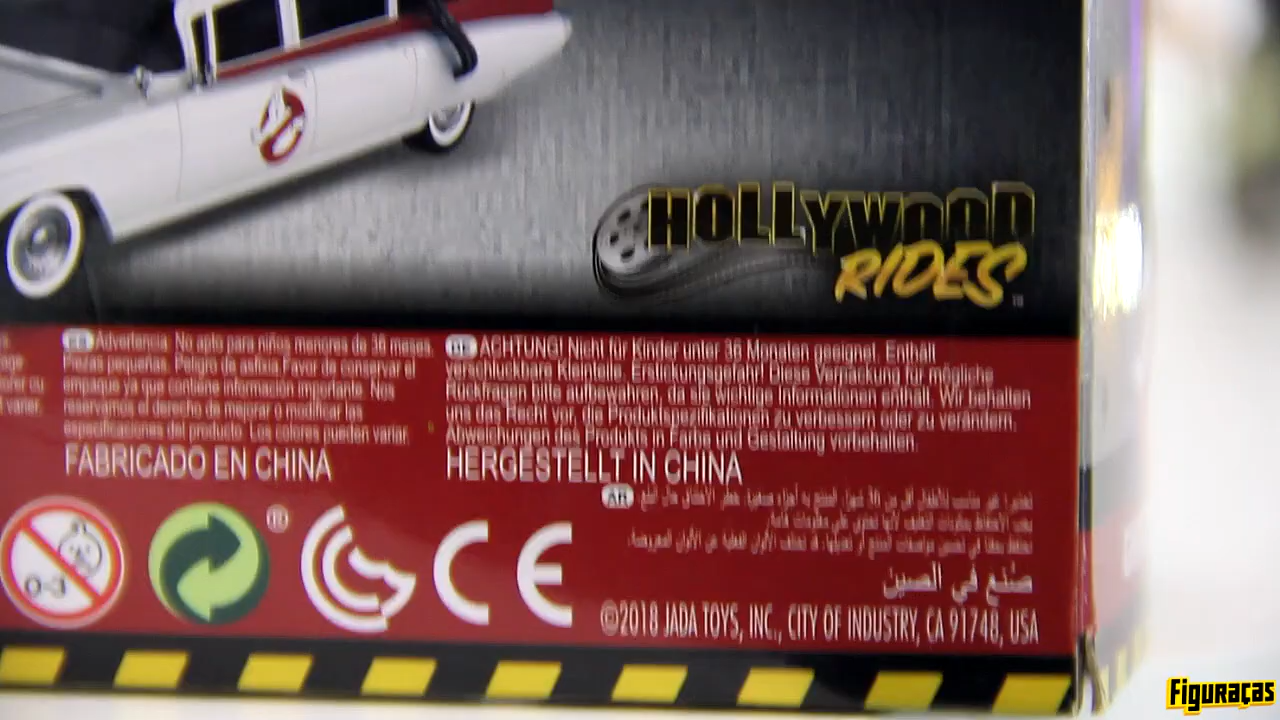 HOLLYWOOD
RIDES
ES Advertencia. No apto para niños menores de 36 meses.
Piezas pequeñas. Peligro de asfixia. Favor de conservar el
empaque ya que contiene información importante. Nos
reservamos el derecho de mejorar o modificar las
especificaciones del producto. Los colores pueden variar.
FABRICADO EN CHINA
DE ACHTUNG! Nicht für Kinder unter 36 Monaten geeignet. Enthält
verschluckbare Kleinteile. Erstickungsgefahr! Diese Verpackung für mögliche
Rückfragen bitte aufbewahren, da sie wichtige Informationen enthält. Wir behalten
uns das Recht vor, die Produktspezifikationen zu verbessern oder zu verändern.
Abweichungen des Produkts in Farbe und Gestaltung vorbehalten.
HERGESTELLT IN CHINA
AR
صنع في الصين
0-3
®
CE
©2018 JADA TOYS, INC., CITY OF INDUSTRY, CA 91748, USA
Figuraças